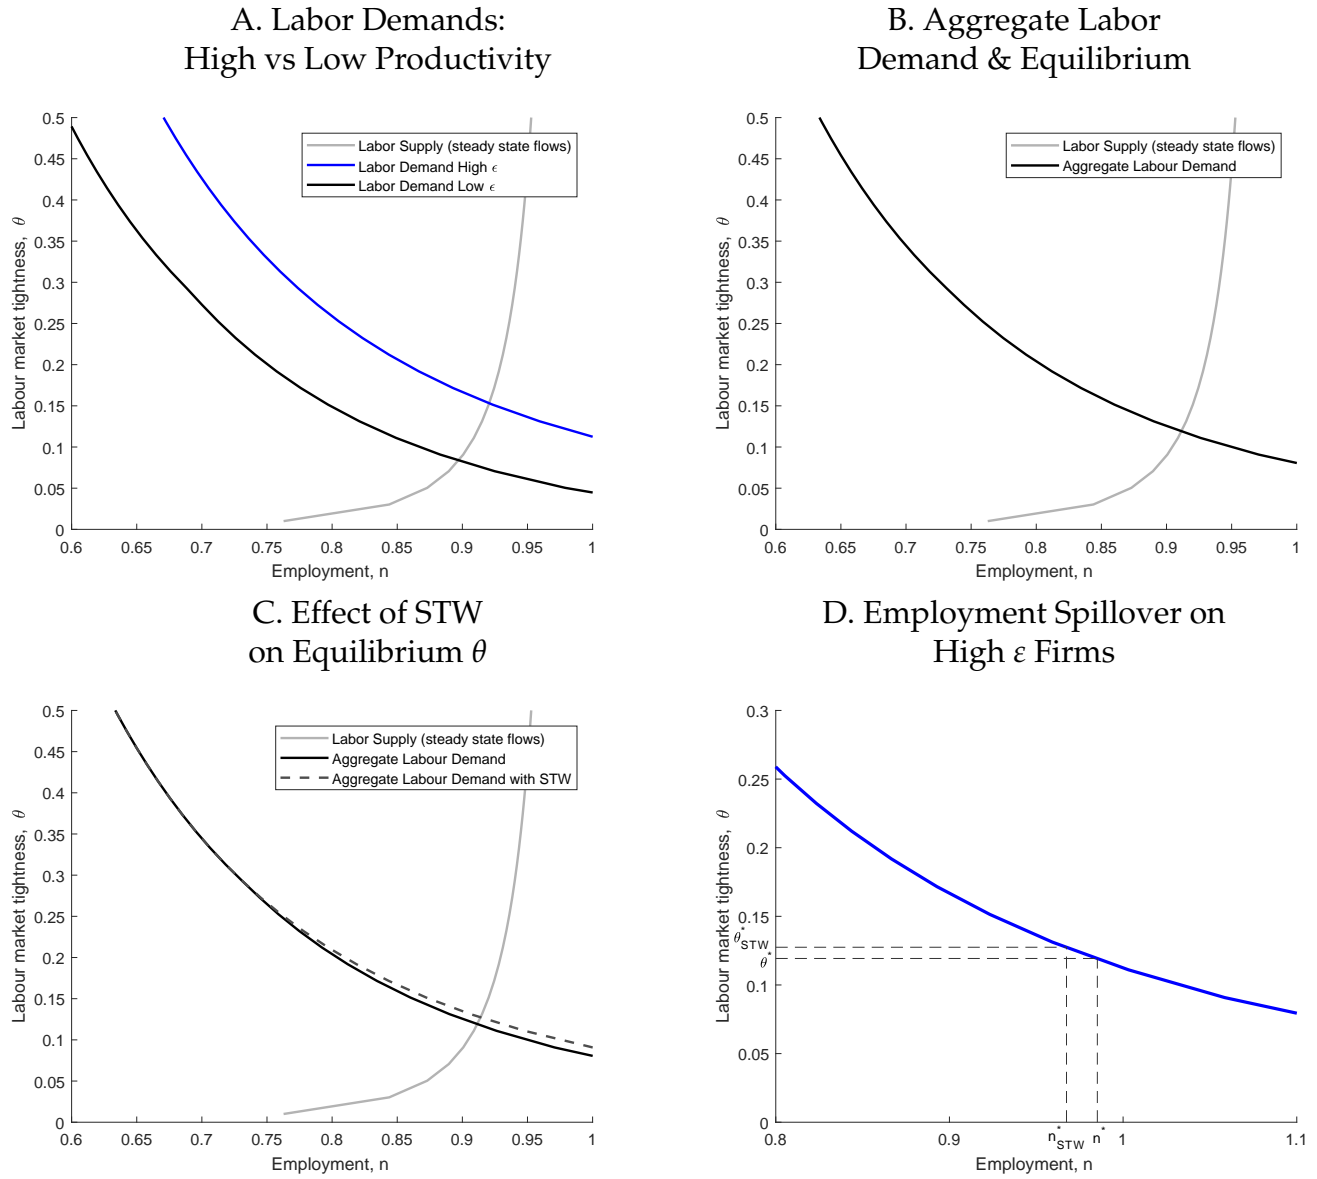 A. Labor Demands:
High vs Low Productivity
0.5
0.45
0.4
0.35
0.3
0.25
0.2
0.15
0.1
0.05
0
Labour market tightness, θ
Labor Supply (steady state flows)
Labor Demand High ϵ
Labor Demand Low ϵ
0.6 0.65 0.7 0.75 0.8 0.85 0.9 0.95 1
Employment, n
B. Aggregate Labor
Demand & Equilibrium
0.5
0.45
0.4
0.35
0.3
0.25
0.2
0.15
0.1
0.05
0
Labour market tightness, θ
Labor Supply (steady state flows)
Aggregate Labour Demand
0.6 0.65 0.7 0.75 0.8 0.85 0.9 0.95 1
Employment, n
C. Effect of STW
on Equilibrium θ
0.5
0.45
0.4
0.35
0.3
0.25
0.2
0.15
0.1
0.05
0
Labour market tightness, θ
Labor Supply (steady state flows)
Aggregate Labour Demand
Aggregate Labour Demand with STW
0.6 0.65 0.7 0.75 0.8 0.85 0.9 0.95 1
Employment, n
D. Employment Spillover on
High ε Firms
0.3
0.25
0.2
0.15
θ*STW
θ*
0.1
0.05
0
Labour market tightness, θ
0.8 0.9 n*STW n* 1 1.1
Employment, n